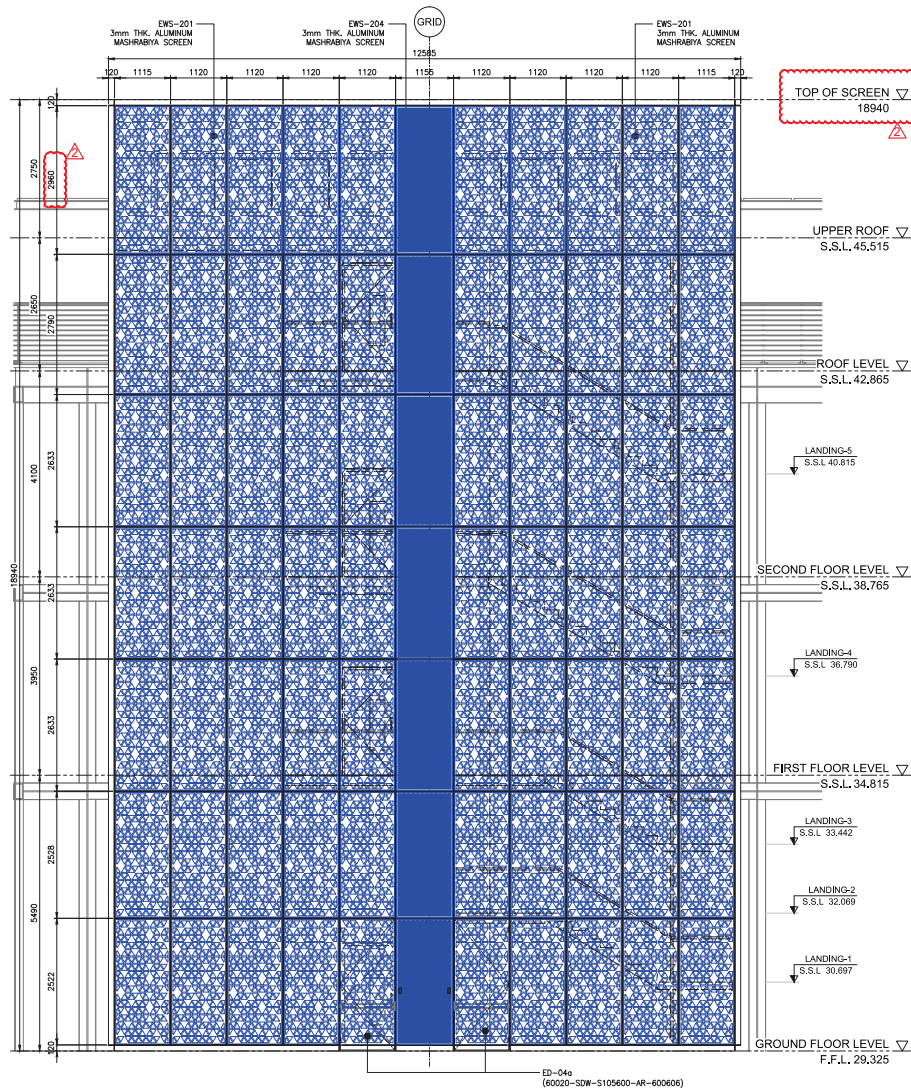 GRID
EWS-201
3mm THK. ALUMINUM
MASHRABIYA SCREEN
EWS-204
3mm THK. ALUMINUM
MASHRABIYA SCREEN
EWS-201
3mm THK. ALUMINUM
MASHRABIYA SCREEN
12585
120 1115 1120 1120 1120 1120 1155 1120 1120 1120 1120 1115 120
TOP OF SCREEN
18940
2
120
2750
2960
2
UPPER ROOF
S.S.L. 45.515
2650
2790
ROOF LEVEL
S.S.L. 42.865
4100
2633
LANDING-5
S.S.L 40.815
18940
2633
SECOND FLOOR LEVEL
S.S.L. 38.765
3950
2633
LANDING-4
S.S.L 36.790
FIRST FLOOR LEVEL
S.S.L. 34.815
2528
LANDING-3
S.S.L 33.442
5490
LANDING-2
S.S.L 32.069
2522
LANDING-1
S.S.L 30.697
120
GROUND FLOOR LEVEL
F.F.L. 29.325
ED-04a
(60020-SDW-S105600-AR-600606)